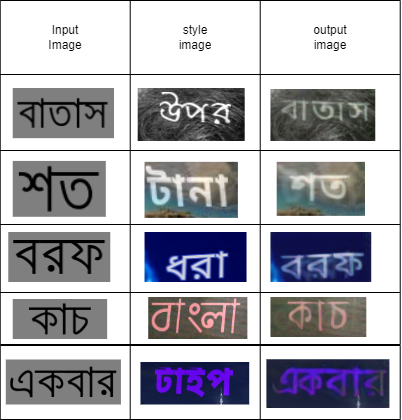 Input Image style image output image
বাতাস উপর বাতাস
শত টানা শত
বরফ ধরা বরফ
কাচ বাংলা কাচ
একবার টাইপ একবার